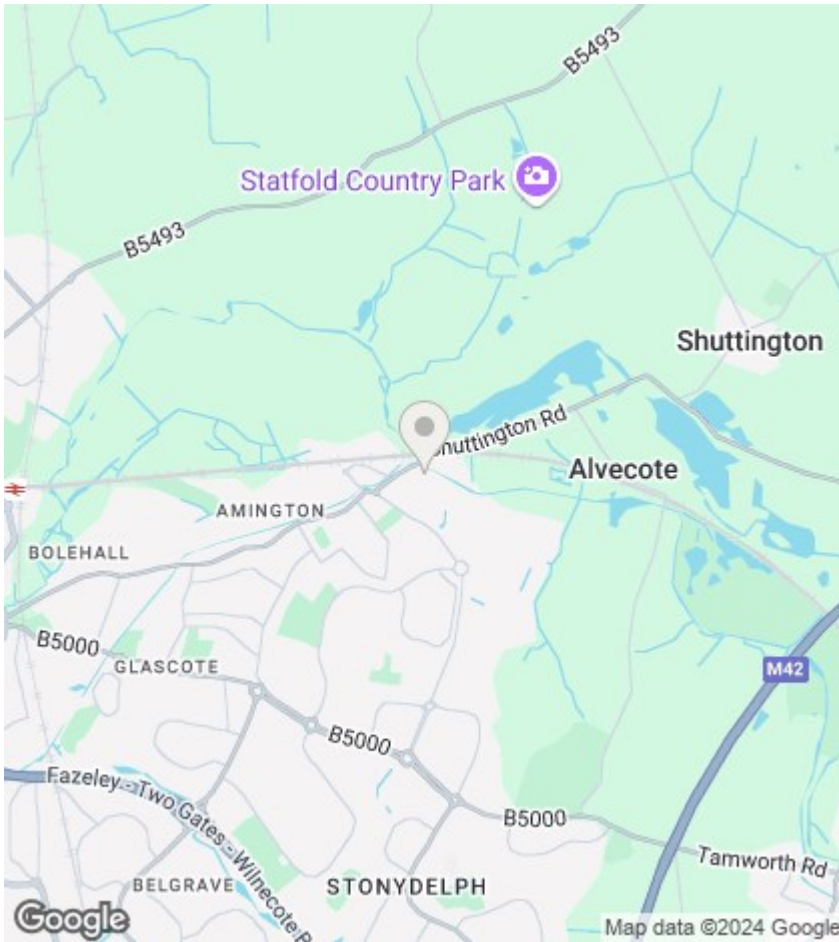 B5493
Statfold Country Park
B5493
Shuttington
Shuttington Rd
Alvecote
AMINGTON
BOLEHALL
B5000
GLASCOTE
M42
B5000
Fazeley - Two Gates - Wilnecote
B5000
Tamworth Rd
BELGRAVE
STONYDELPH
Google
Map data ©2024 Google